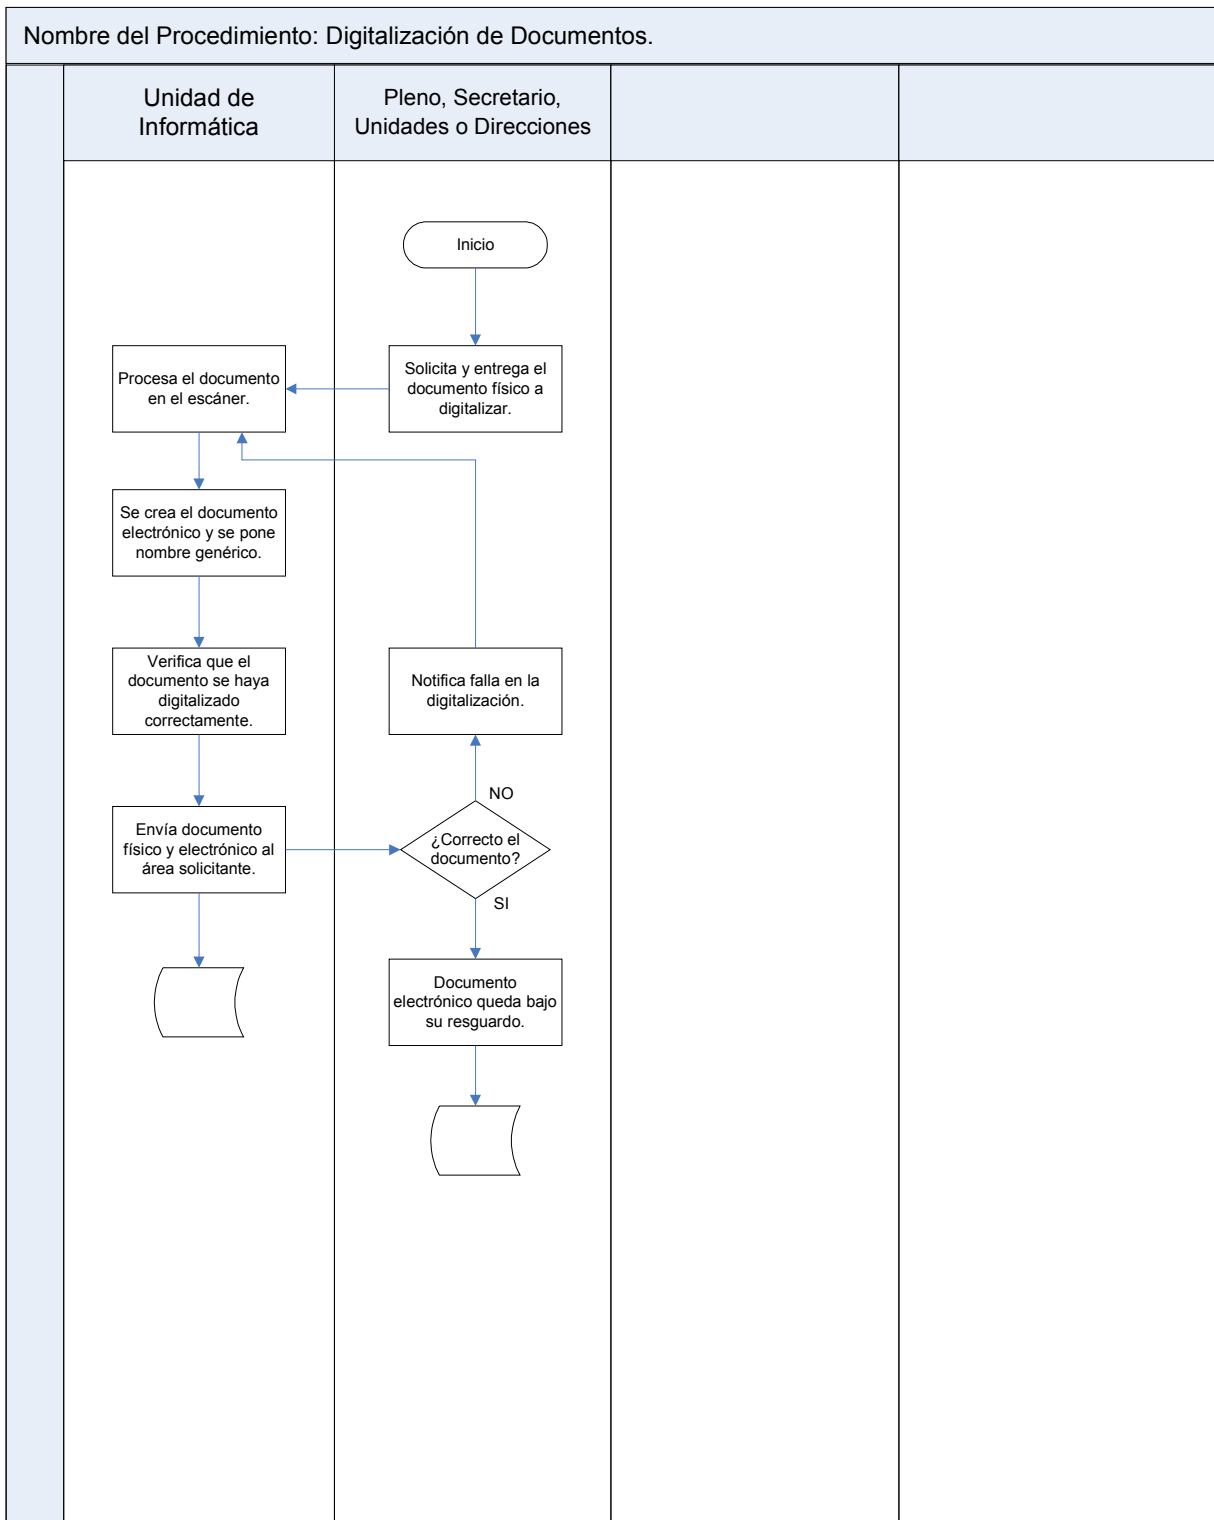 Nombre del Procedimiento: Digitalización de Documentos.
Unidad de
Informática
Pleno, Secretario,
Unidades o Direcciones
Inicio
Solicita y entrega el
documento físico a
digitalizar.
Procesa el documento
en el escáner.
Se crea el documento
electrónico y se pone
nombre genérico.
Verifica que el
documento se haya
digitalizado
correctamente.
Notifica falla en la
digitalización.
NO
Envía documento
físico y electrónico al
área solicitante.
¿Correcto el
documento?
SI
Documento
electrónico queda bajo
su resguardo.